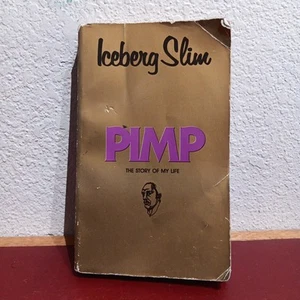 Iceberg Slim
PIMP
THE STORY OF MY LIFE